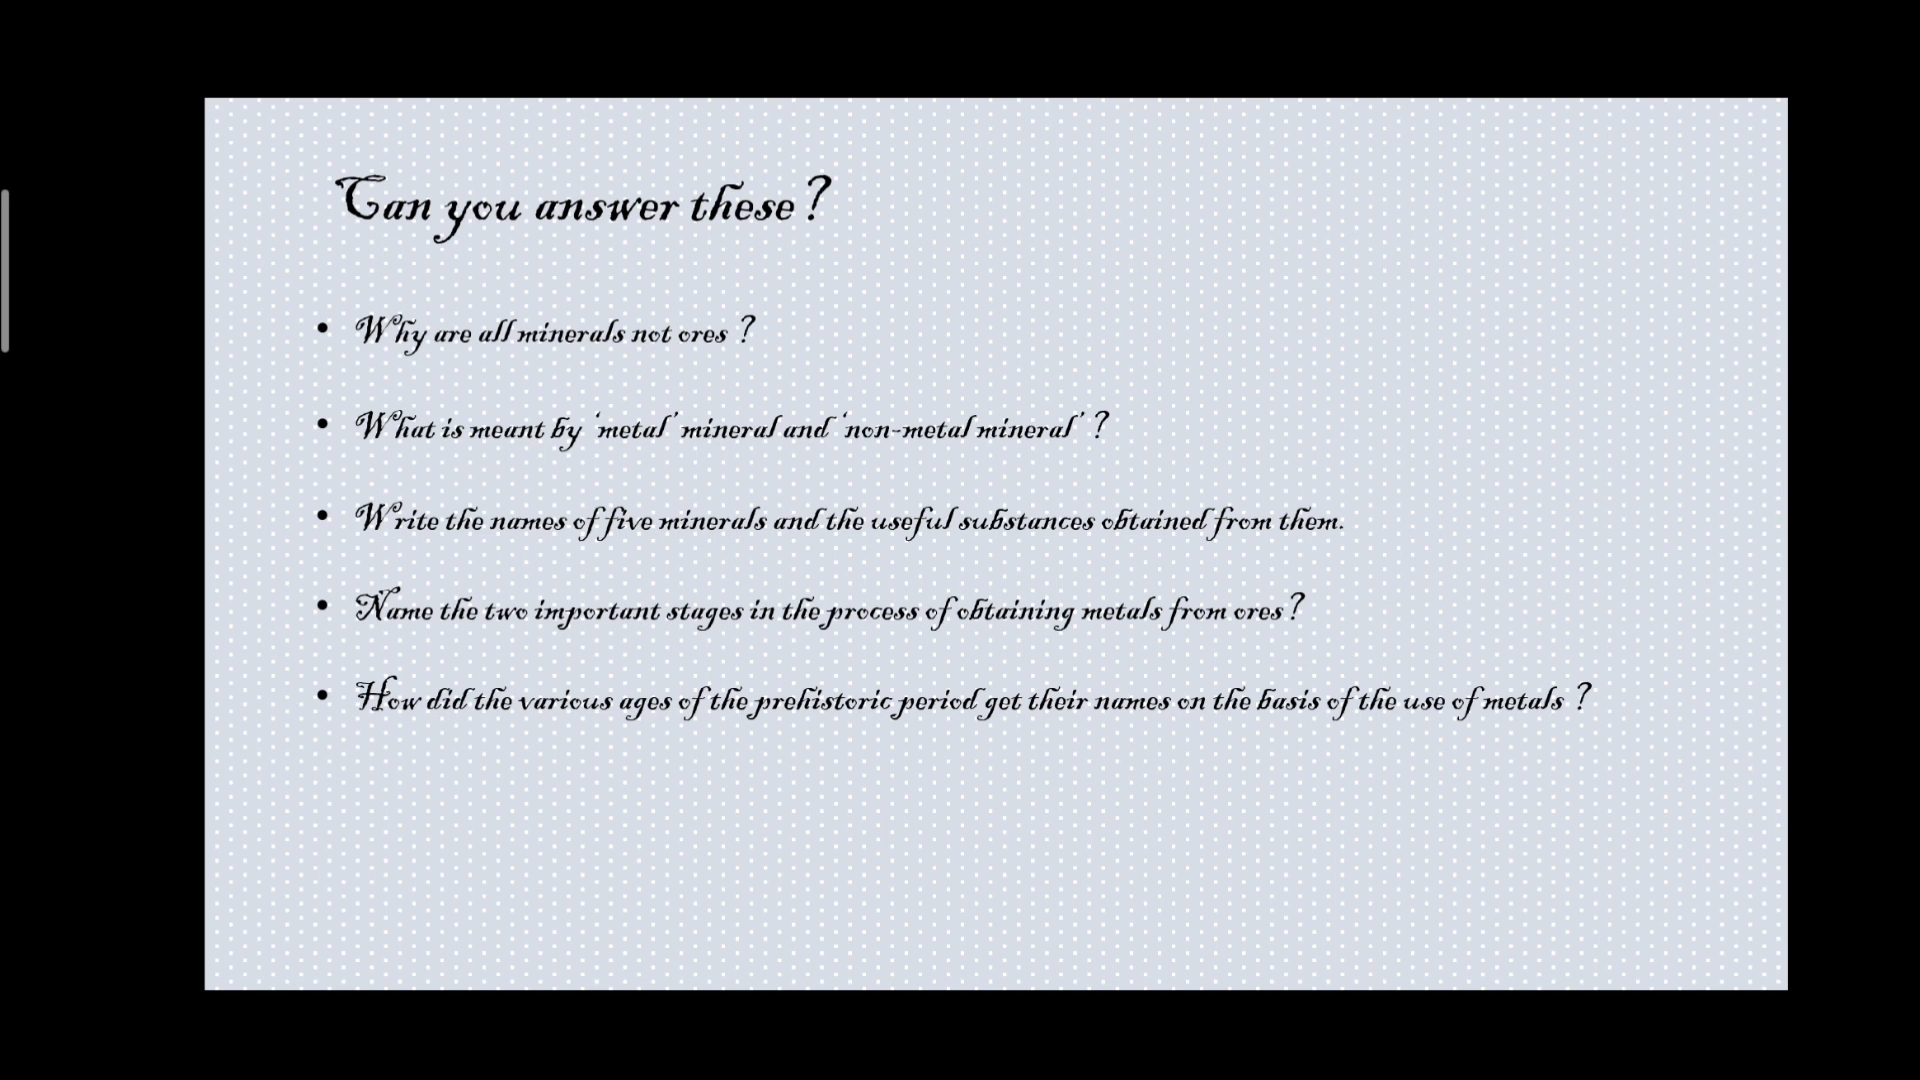 Can you answer these?
• Why are all minerals not ores ?
• What is meant by ‘metal’ mineral and ‘non-metal mineral’ ?
• Write the names of five minerals and the useful substances obtained from them.
• Name the two important stages in the process of obtaining metals from ores?
• How did the various ages of the prehistoric period get their names on the basis of the use of metals ?